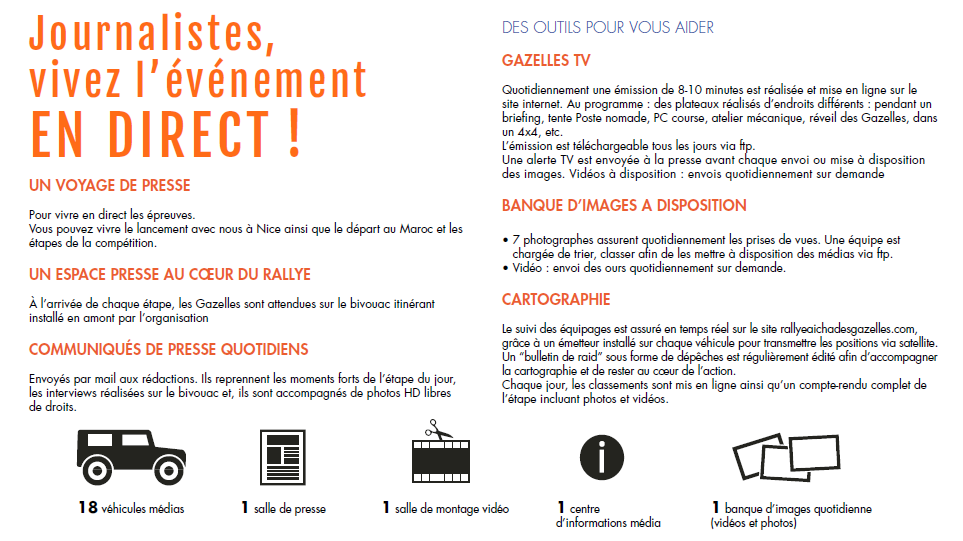 Journalistes,
vivez l’événement
EN DIRECT !
UN VOYAGE DE PRESSE
Pour vivre en direct les épreuves.
Vous pouvez vivre le lancement avec nous à Nice ainsi que le départ au Maroc et les
étapes de la compétition.
UN ESPACE PRESSE AU CŒUR DU RALLYE
À l’arrivée de chaque étape, les Gazelles sont attendues sur le bivouac itinérant
installé en amont par l’organisation
COMMUNIQUÉS DE PRESSE QUOTIDIENS
Envoyés par mail aux rédactions. Ils reprennent les moments forts de l’étape du jour,
les interviews réalisées sur le bivouac et, ils sont accompagnés de photos HD libres
de droits.
DES OUTILS POUR VOUS AIDER
GAZELLES TV
Quotidiennement une émission de 8-10 minutes est réalisée et mise en ligne sur le
site internet. Au programme : des plateaux réalisés d’endroits différents : pendant un
briefing, tente Poste nomade, PC course, atelier mécanique, réveil des Gazelles, dans
un 4x4, etc.
L’émission est téléchargeable tous les jours via ftp.
Une alerte TV est envoyée à la presse avant chaque envoi ou mise à disposition
des images. Vidéos à disposition : envois quotidiennement sur demande
BANQUE D’IMAGES A DISPOSITION
• 7 photographes assurent quotidiennement les prises de vues. Une équipe est
chargée de trier, classer afin de les mettre à disposition des médias via ftp.
• Vidéo : envoi des ours quotidiennement sur demande.
CARTOGRAPHIE
Le suivi des équipages est assuré en temps réel sur le site rallyeaichadesgazelles.com,
grâce à un émetteur installé sur chaque véhicule pour transmettre les positions via satellite.
Un “bulletin de raid” sous forme de dépêches est régulièrement édité afin d’accompagner
la cartographie et de rester au cœur de l’action.
Chaque jour, les classements sont mis en ligne ainsi qu’un compte-rendu complet de
l’étape incluant photos et vidéos.
18 véhicules médias
1 salle de presse
1 salle de montage vidéo
1 centre
d’informations média
1 banque d’images quotidienne
(vidéos et photos)